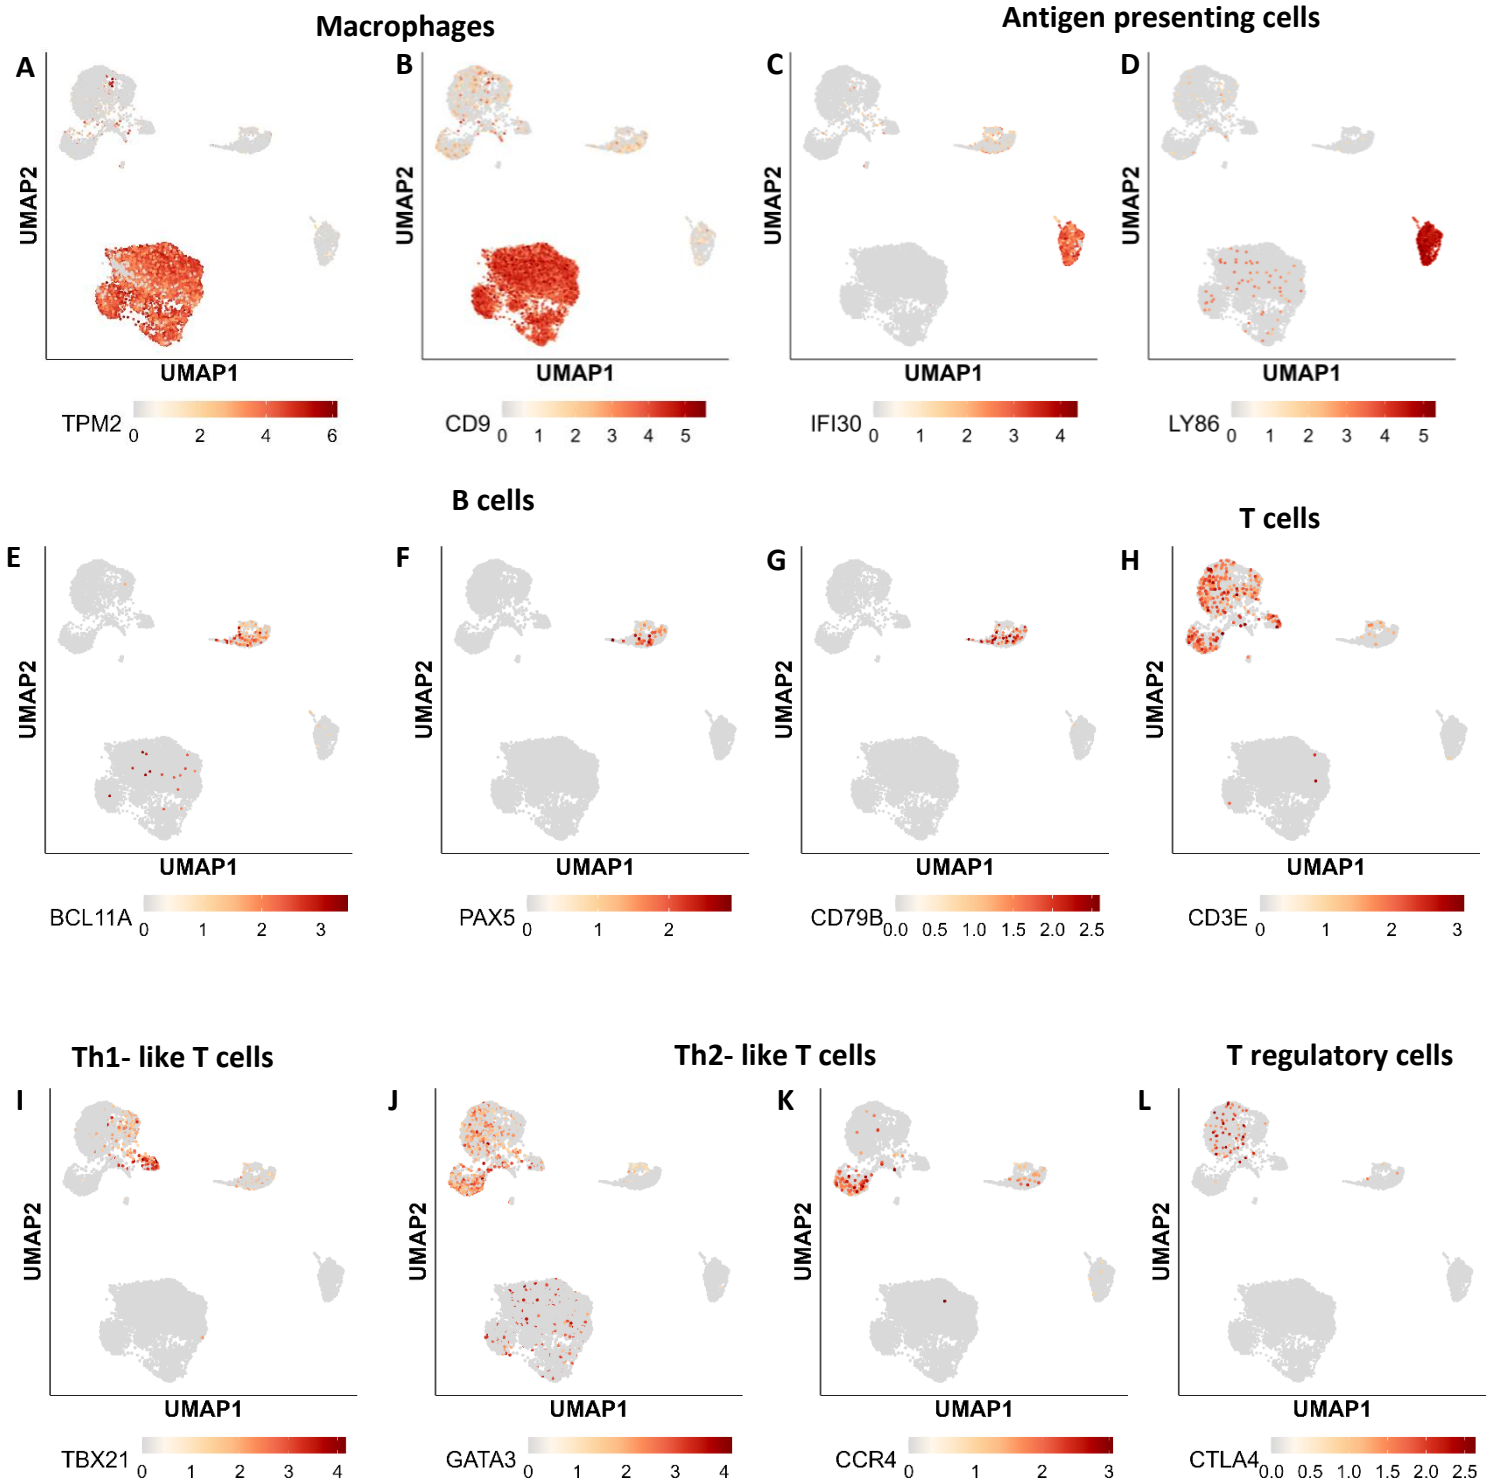 Macrophages
Antigen presenting cells
A
B
C
D
UMAP2
UMAP2
UMAP2
UMAP2
UMAP1
UMAP1
UMAP1
UMAP1
TPM2
0 2 4 6
CD9
0 1 2 3 4 5
IFI30
0 1 2 3 4
LY86
0 1 2 3 4 5
B cells
T cells
E
F
G
H
UMAP2
UMAP2
UMAP2
UMAP2
UMAP1
UMAP1
UMAP1
UMAP1
BCL11A
0 1 2 3
PAX5
0 1 2
CD79B
0.0 0.5 1.0 1.5 2.0 2.5
CD3E
0 1 2 3
Th1- like T cells
Th2- like T cells
T regulatory cells
I
J
K
L
UMAP2
UMAP2
UMAP2
UMAP2
UMAP1
UMAP1
UMAP1
UMAP1
TBX21
0 1 2 3 4
GATA3
0 1 2 3 4
CCR4
0 1 2 3
CTLA4
0.0 0.5 1.0 1.5 2.0 2.5